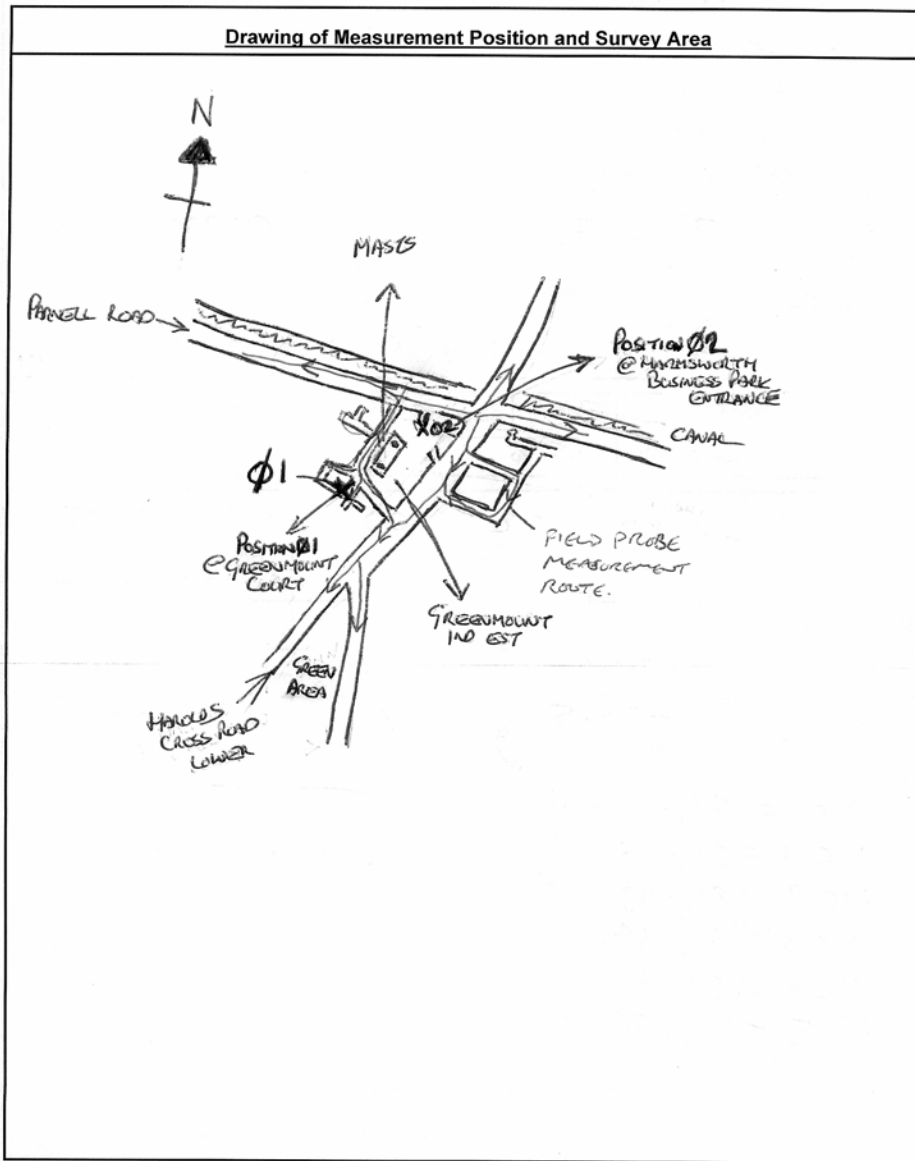 Drawing of Measurement Position and Survey Area
N
MASTS
PARNELL ROAD
POSITION Ø2
@ HARMSWORTH
BUSINESS PARK
ENTRANCE
X02
CANAL
Ø1
POSITION Ø1
@ GREENMOUNT
COURT
FIELD PROBE
MEASUREMENT
ROUTE.
GREENMOUNT
IND EST
GREEN
AREA
HAROLDS
CROSS ROAD
LOWER